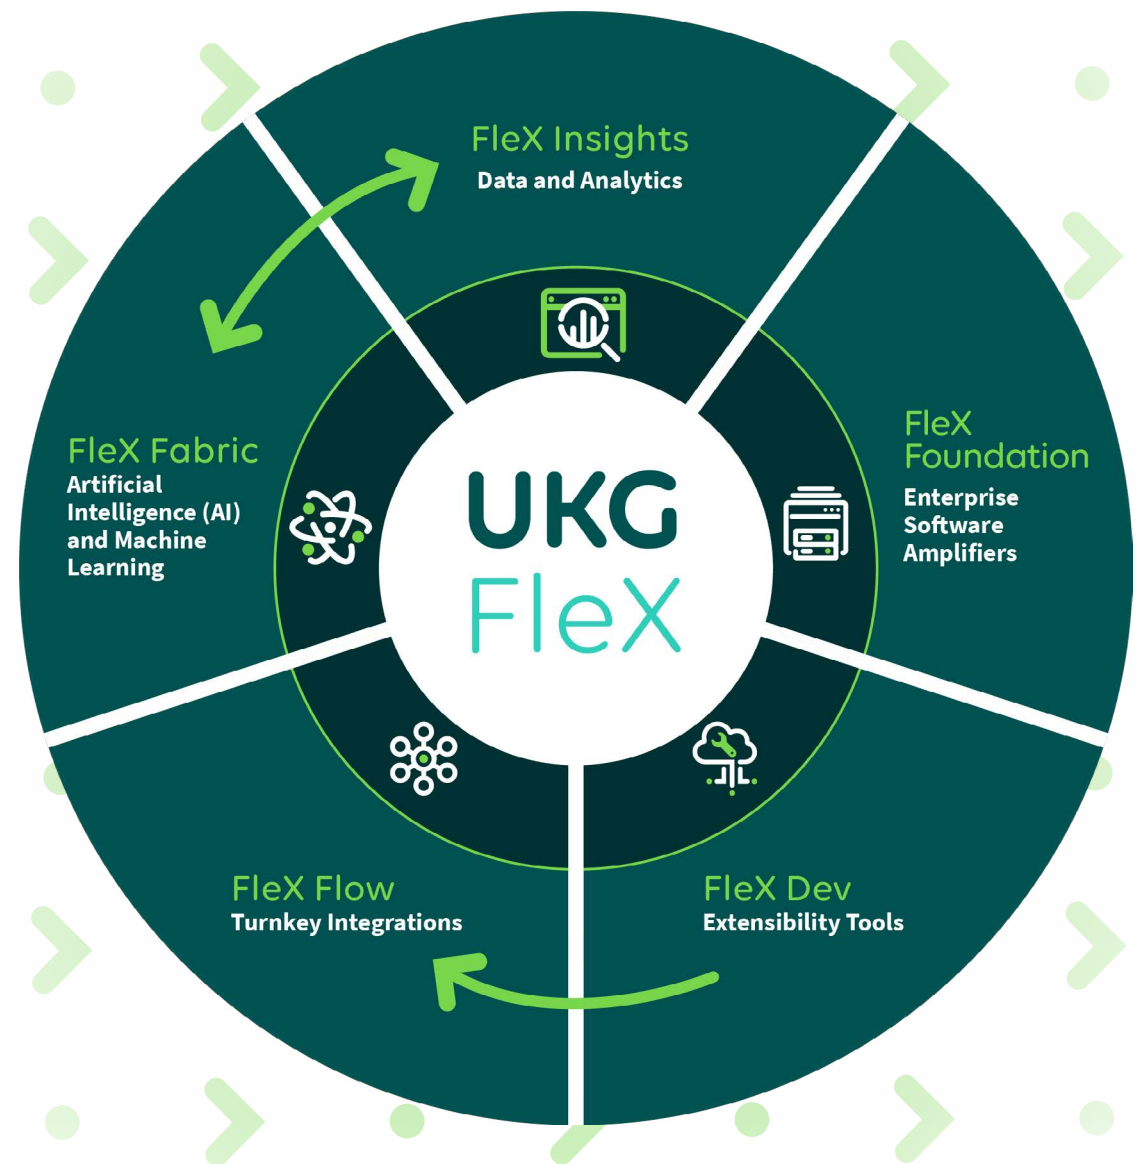 FleX Insights
Data and Analytics
FleX
Foundation
Enterprise
Software
Amplifiers
FleX Fabric
Artificial
Intelligence (AI)
and Machine
Learning
UKG
FleX
FleX Flow
Turnkey Integrations
FleX Dev
Extensibility Tools